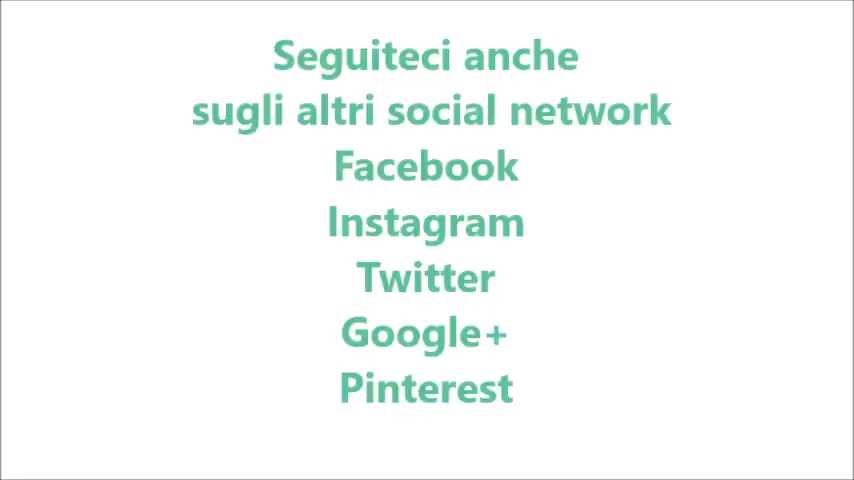 Seguiteci anche
sugli altri social network
Facebook
Instagram
Twitter
Google+
Pinterest